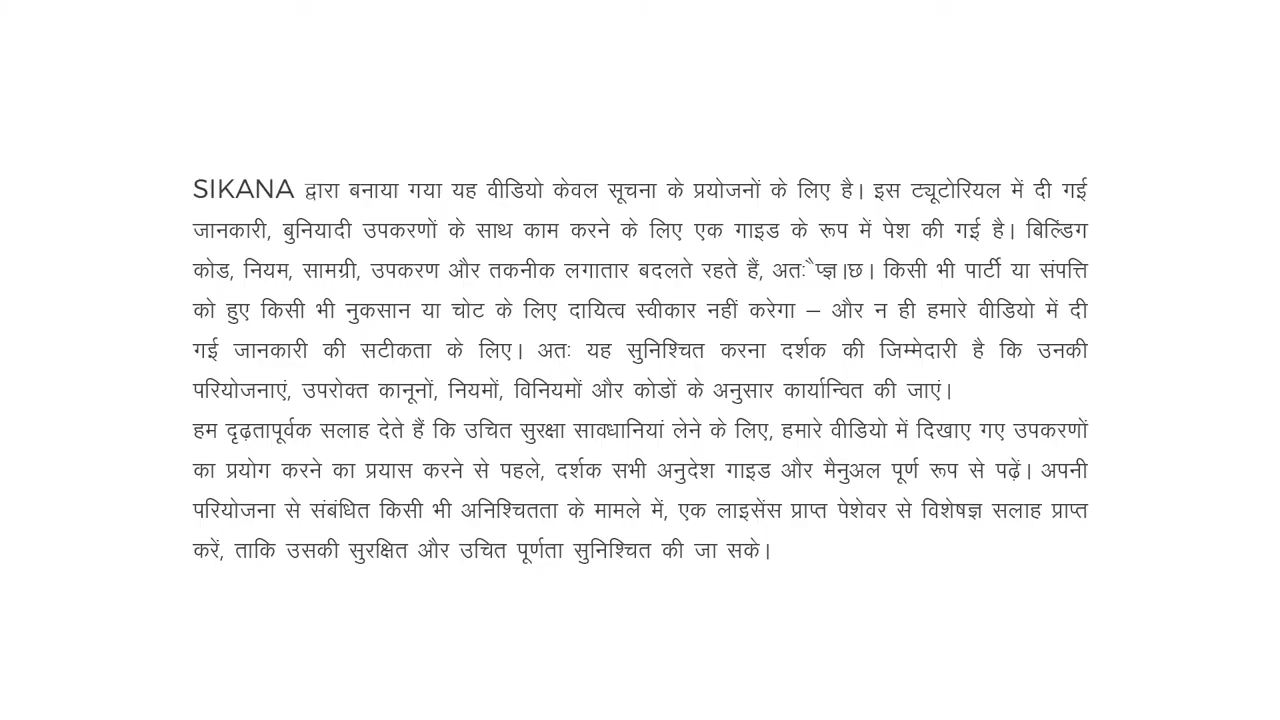 SIKANA द्वारा बनाया गया यह वीडियो केवल सूचना के प्रयोजनों के लिए है। इस ट्यूटोरियल में दी गई
जानकारी, बुनियादी उपकरणों के साथ काम करने के लिए एक गाइड के रूप में पेश की गई है। बिल्डिंग
कोड, नियम, सामग्री, उपकरण और तकनीक लगातार बदलते रहते हैं, अतः किसी भी पार्टी या संपत्ति
को हुए किसी भी नुकसान या चोट के लिए दायित्व स्वीकार नहीं करेगा – और न ही हमारे वीडियो में दी
गई जानकारी की सटीकता के लिए। अतः यह सुनिश्चित करना दर्शक की जिम्मेदारी है कि उनकी
परियोजनाएं, उपरोक्त कानूनों, नियमों, विनियमों और कोडों के अनुसार कार्यान्वित की जाएं।
हम दृढ़तापूर्वक सलाह देते हैं कि उचित सुरक्षा सावधानियां लेने के लिए, हमारे वीडियो में दिखाए गए उपकरणों
का प्रयोग करने का प्रयास करने से पहले, दर्शक सभी अनुदेश गाइड और मैनुअल पूर्ण रूप से पढ़ें। अपनी
परियोजना से संबंधित किसी भी अनिश्चितता के मामले में, एक लाइसेंस प्राप्त पेशेवर से विशेषज्ञ सलाह प्राप्त
करें, ताकि उसकी सुरक्षित और उचित पूर्णता सुनिश्चित की जा सके।